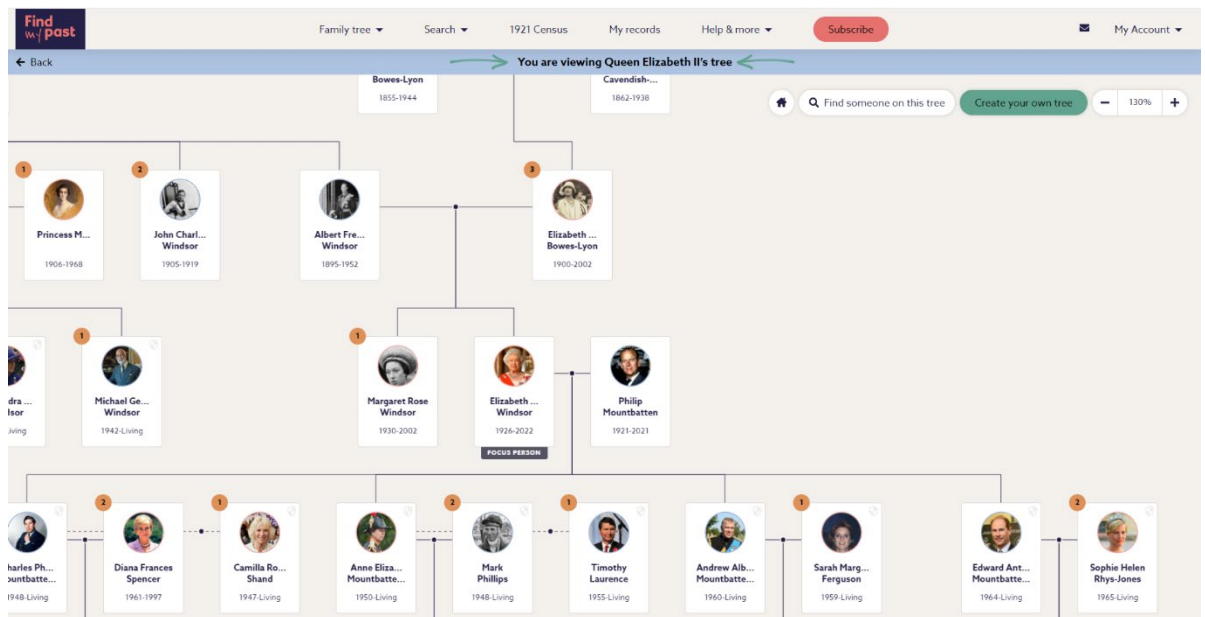 Find
my past
Family tree
Search
1921 Census
My records
Help & more
Subscribe
My Account
Back
You are viewing Queen Elizabeth II's tree
Bowes-Lyon
1855-1944
Cavendish-...
1862-1938
Find someone on this tree
Create your own tree
130%
1
Princess M...
1906-1968
2
John Charl...
Windsor
1905-1919
Albert Fre...
Windsor
1895-1952
3
Elizabeth ...
Bowes-Lyon
1900-2002
dra ...
lsor
iving
1
Michael Ge...
Windsor
1942-Living
1
Margaret Rose
Windsor
1930-2002
Elizabeth ...
Windsor
1926-2022
FOCUS PERSON
Philip
Mountbatten
1921-2021
harles Ph...
ountbatte...
1948-Living
2
Diana Frances
Spencer
1961-1997
1
Camilla Ro...
Shand
1947-Living
Anne Eliza...
Mountbatte...
1950-Living
2
Mark
Phillips
1948-Living
1
Timothy
Laurence
1955-Living
Andrew Alb...
Mountbatte...
1960-Living
1
Sarah Marg...
Ferguson
1959-Living
Edward Ant...
Mountbatte...
1964-Living
2
Sophie Helen
Rhys-Jones
1965-Living